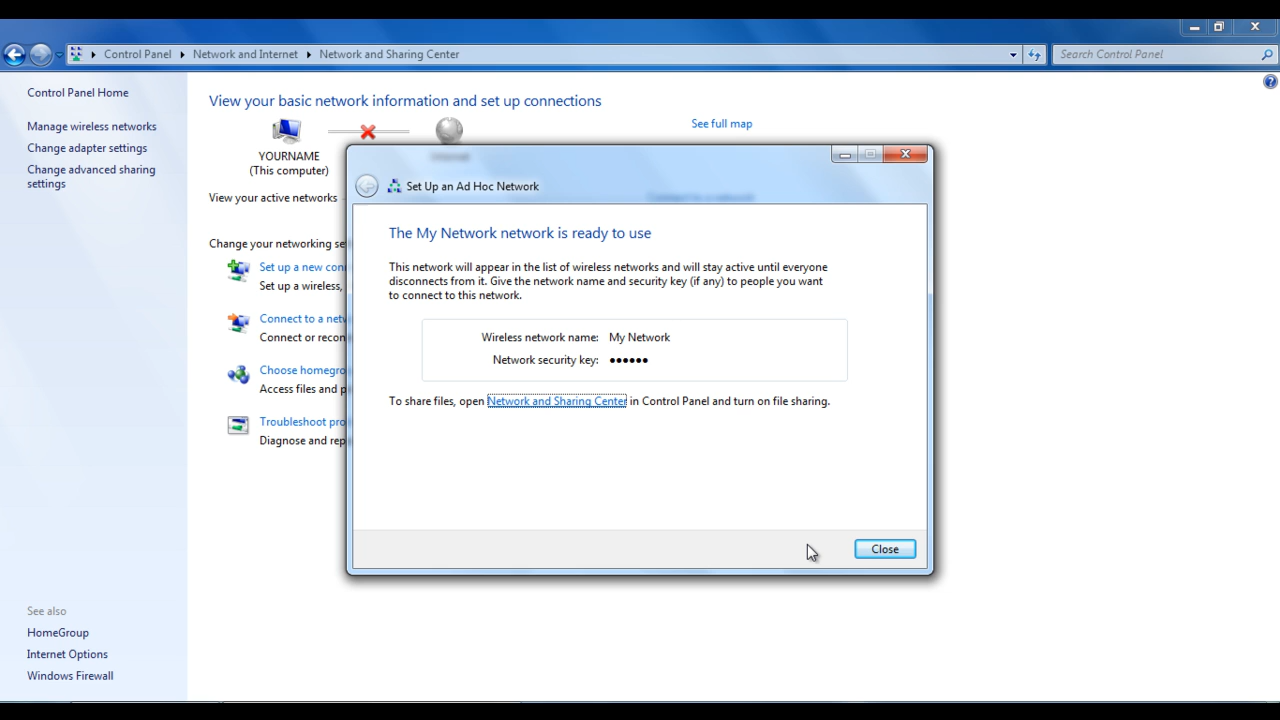 Control Panel Network and Internet Network and Sharing Center Search Control Panel
Control Panel Home
Manage wireless networks
Change adapter settings
Change advanced sharing
settings
View your basic network information and set up connections
See full map
YOURNAME
(This computer)
Internet
View your active networks
Connect to a network
Change your networking se
Set up a new con
Set up a wireless,
Connect to a netw
Connect or recon
Choose homegro
Access files and p
Troubleshoot pro
Diagnose and rep
See also
HomeGroup
Internet Options
Windows Firewall
Set Up an Ad Hoc Network
The My Network network is ready to use
This network will appear in the list of wireless networks and will stay active until everyone
disconnects from it. Give the network name and security key (if any) to people you want
to connect to this network.
Wireless network name: My Network
Network security key: ••••••
To share files, open Network and Sharing Center in Control Panel and turn on file sharing.
Close